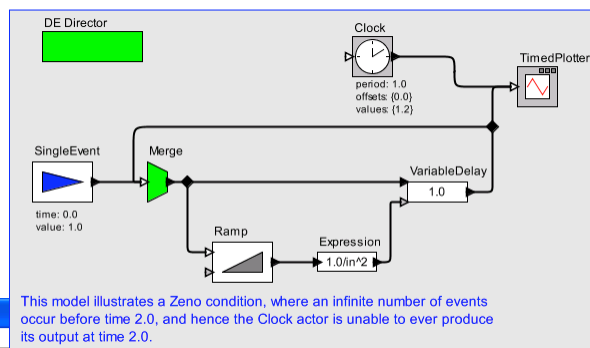 DE Director
Clock
TimedPlotter
period: 1.0
offsets: {0.0}
values: {1.2}
SingleEvent
Merge
VariableDelay
1.0
time: 0.0
value: 1.0
Ramp
Expression
1.0/in^2
This model illustrates a Zeno condition, where an infinite number of events
occur before time 2.0, and hence the Clock actor is unable to ever produce
its output at time 2.0.